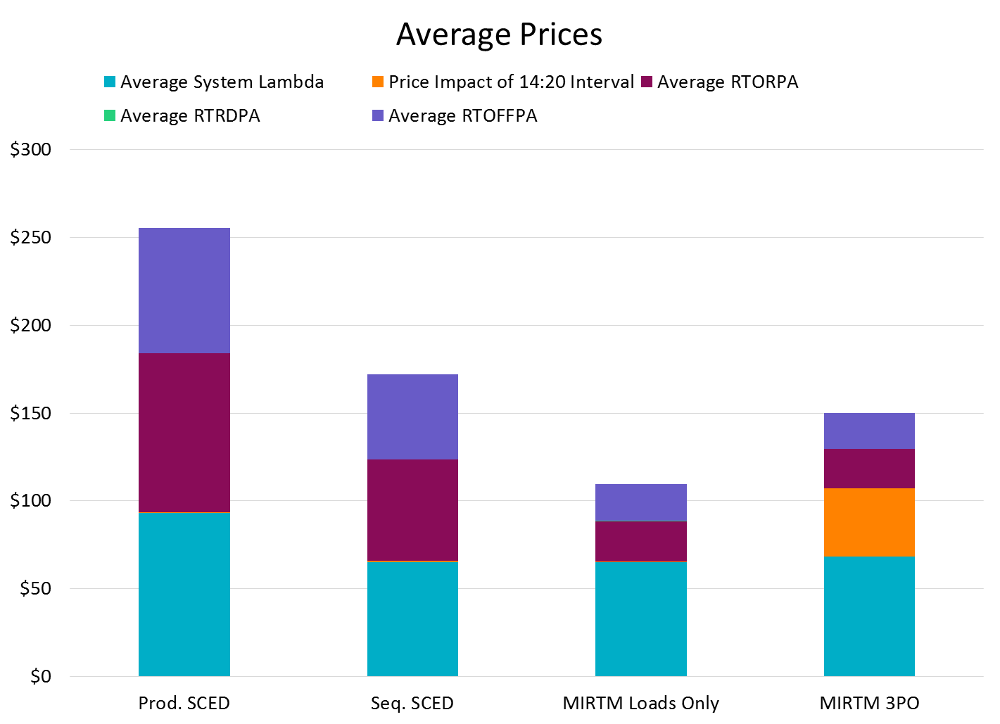 Average Prices
Average System Lambda Price Impact of 14:20 Interval Average RTORPA
Average RTRDPA Average RTOFFPA
$300
$250
$200
$150
$100
$50
$0
Prod. SCED Seq. SCED MIRTM Loads Only MIRTM 3PO